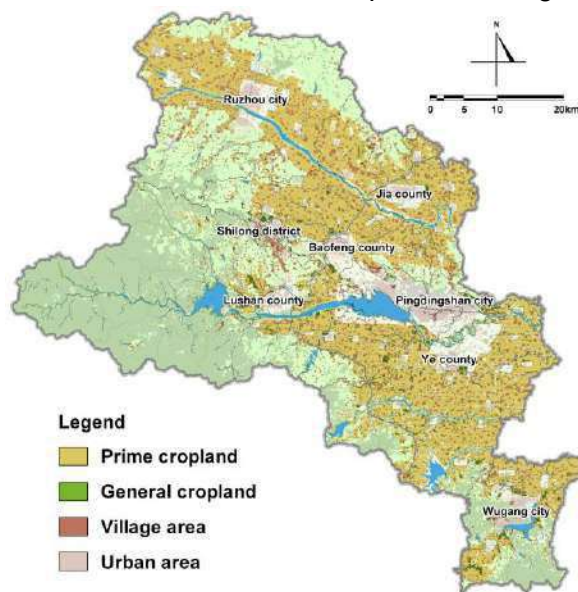 N
0 5 10 20km
Ruzhou city
Jia county
Shilong district
Baofeng county
Lushan county
Pingdingshan city
Ye county
Legend
Prime cropland
General cropland
Village area
Urban area
Wugang city